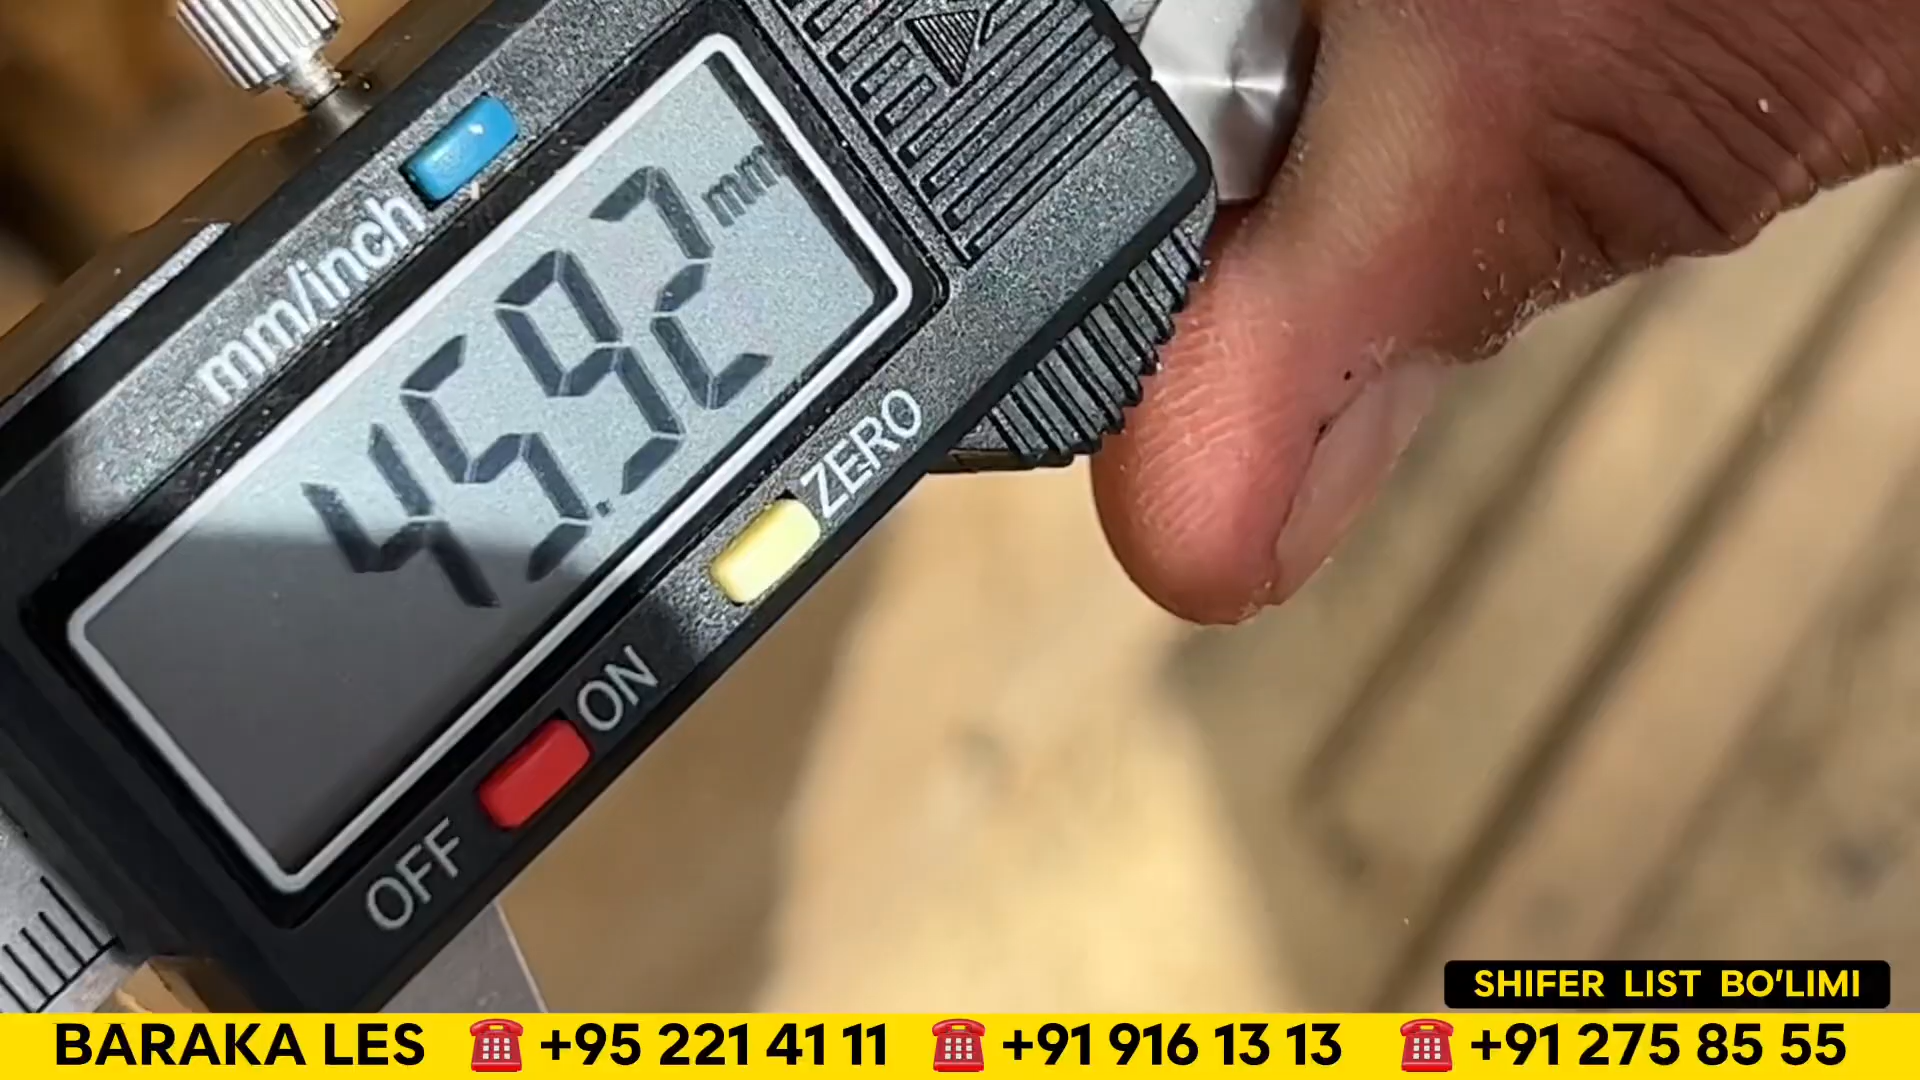 mm/inch
45.92 mm
ZERO
ON
OFF
SHIFER LIST BO'LIMI
BARAKA LES ☎ +95 221 41 11 ☎ +91 916 13 13 ☎ +91 275 85 55